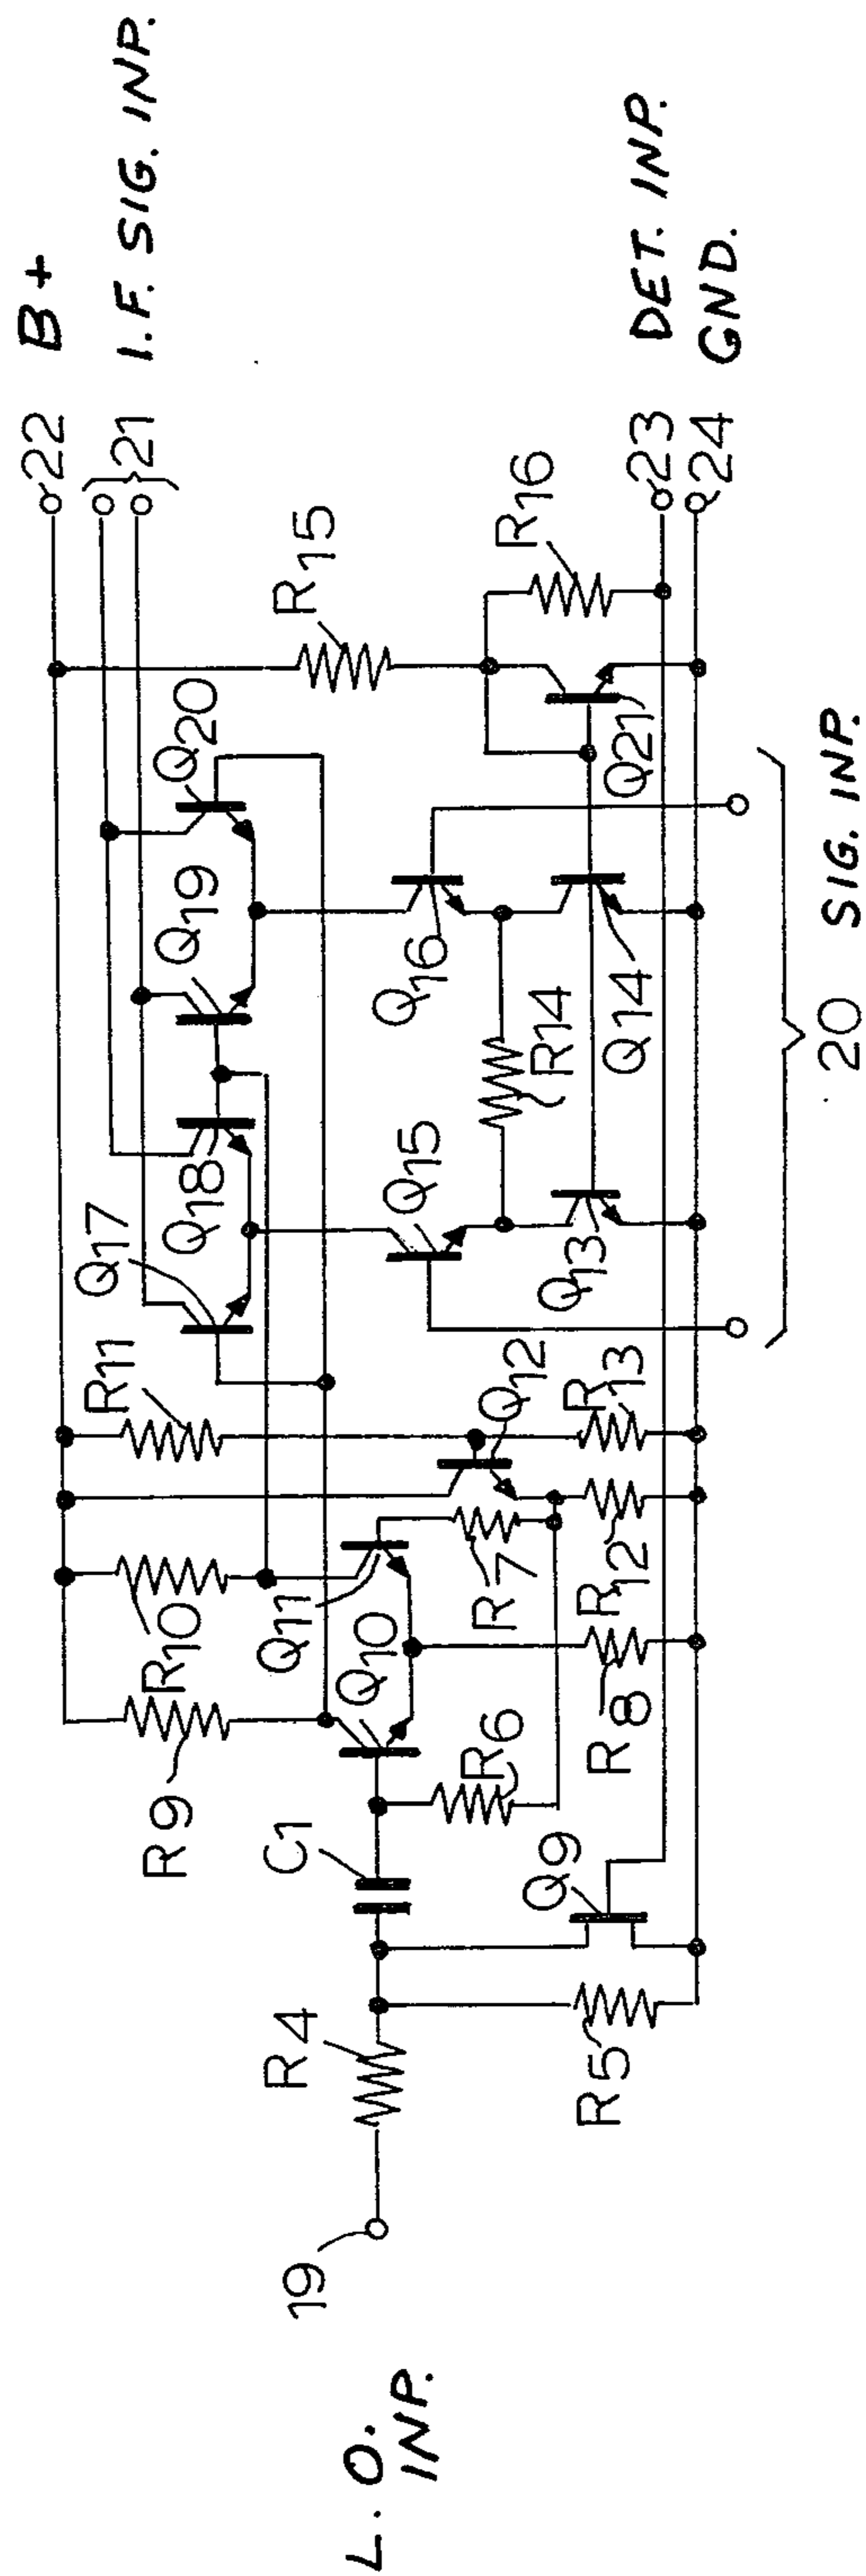 B+
22
I.F. SIG. INP.
21
R15
Q20
Q19
Q18
Q17
R11
R10
R9
R16
Q21
Q16
R14
Q15
Q14
Q13
Q12
R13
R12
R7
Q11
Q10
R8
R6
C1
Q9
R4
R5
19
L. O.
INP.
DET. INP.
23
GND.
24
20 SIG. INP.